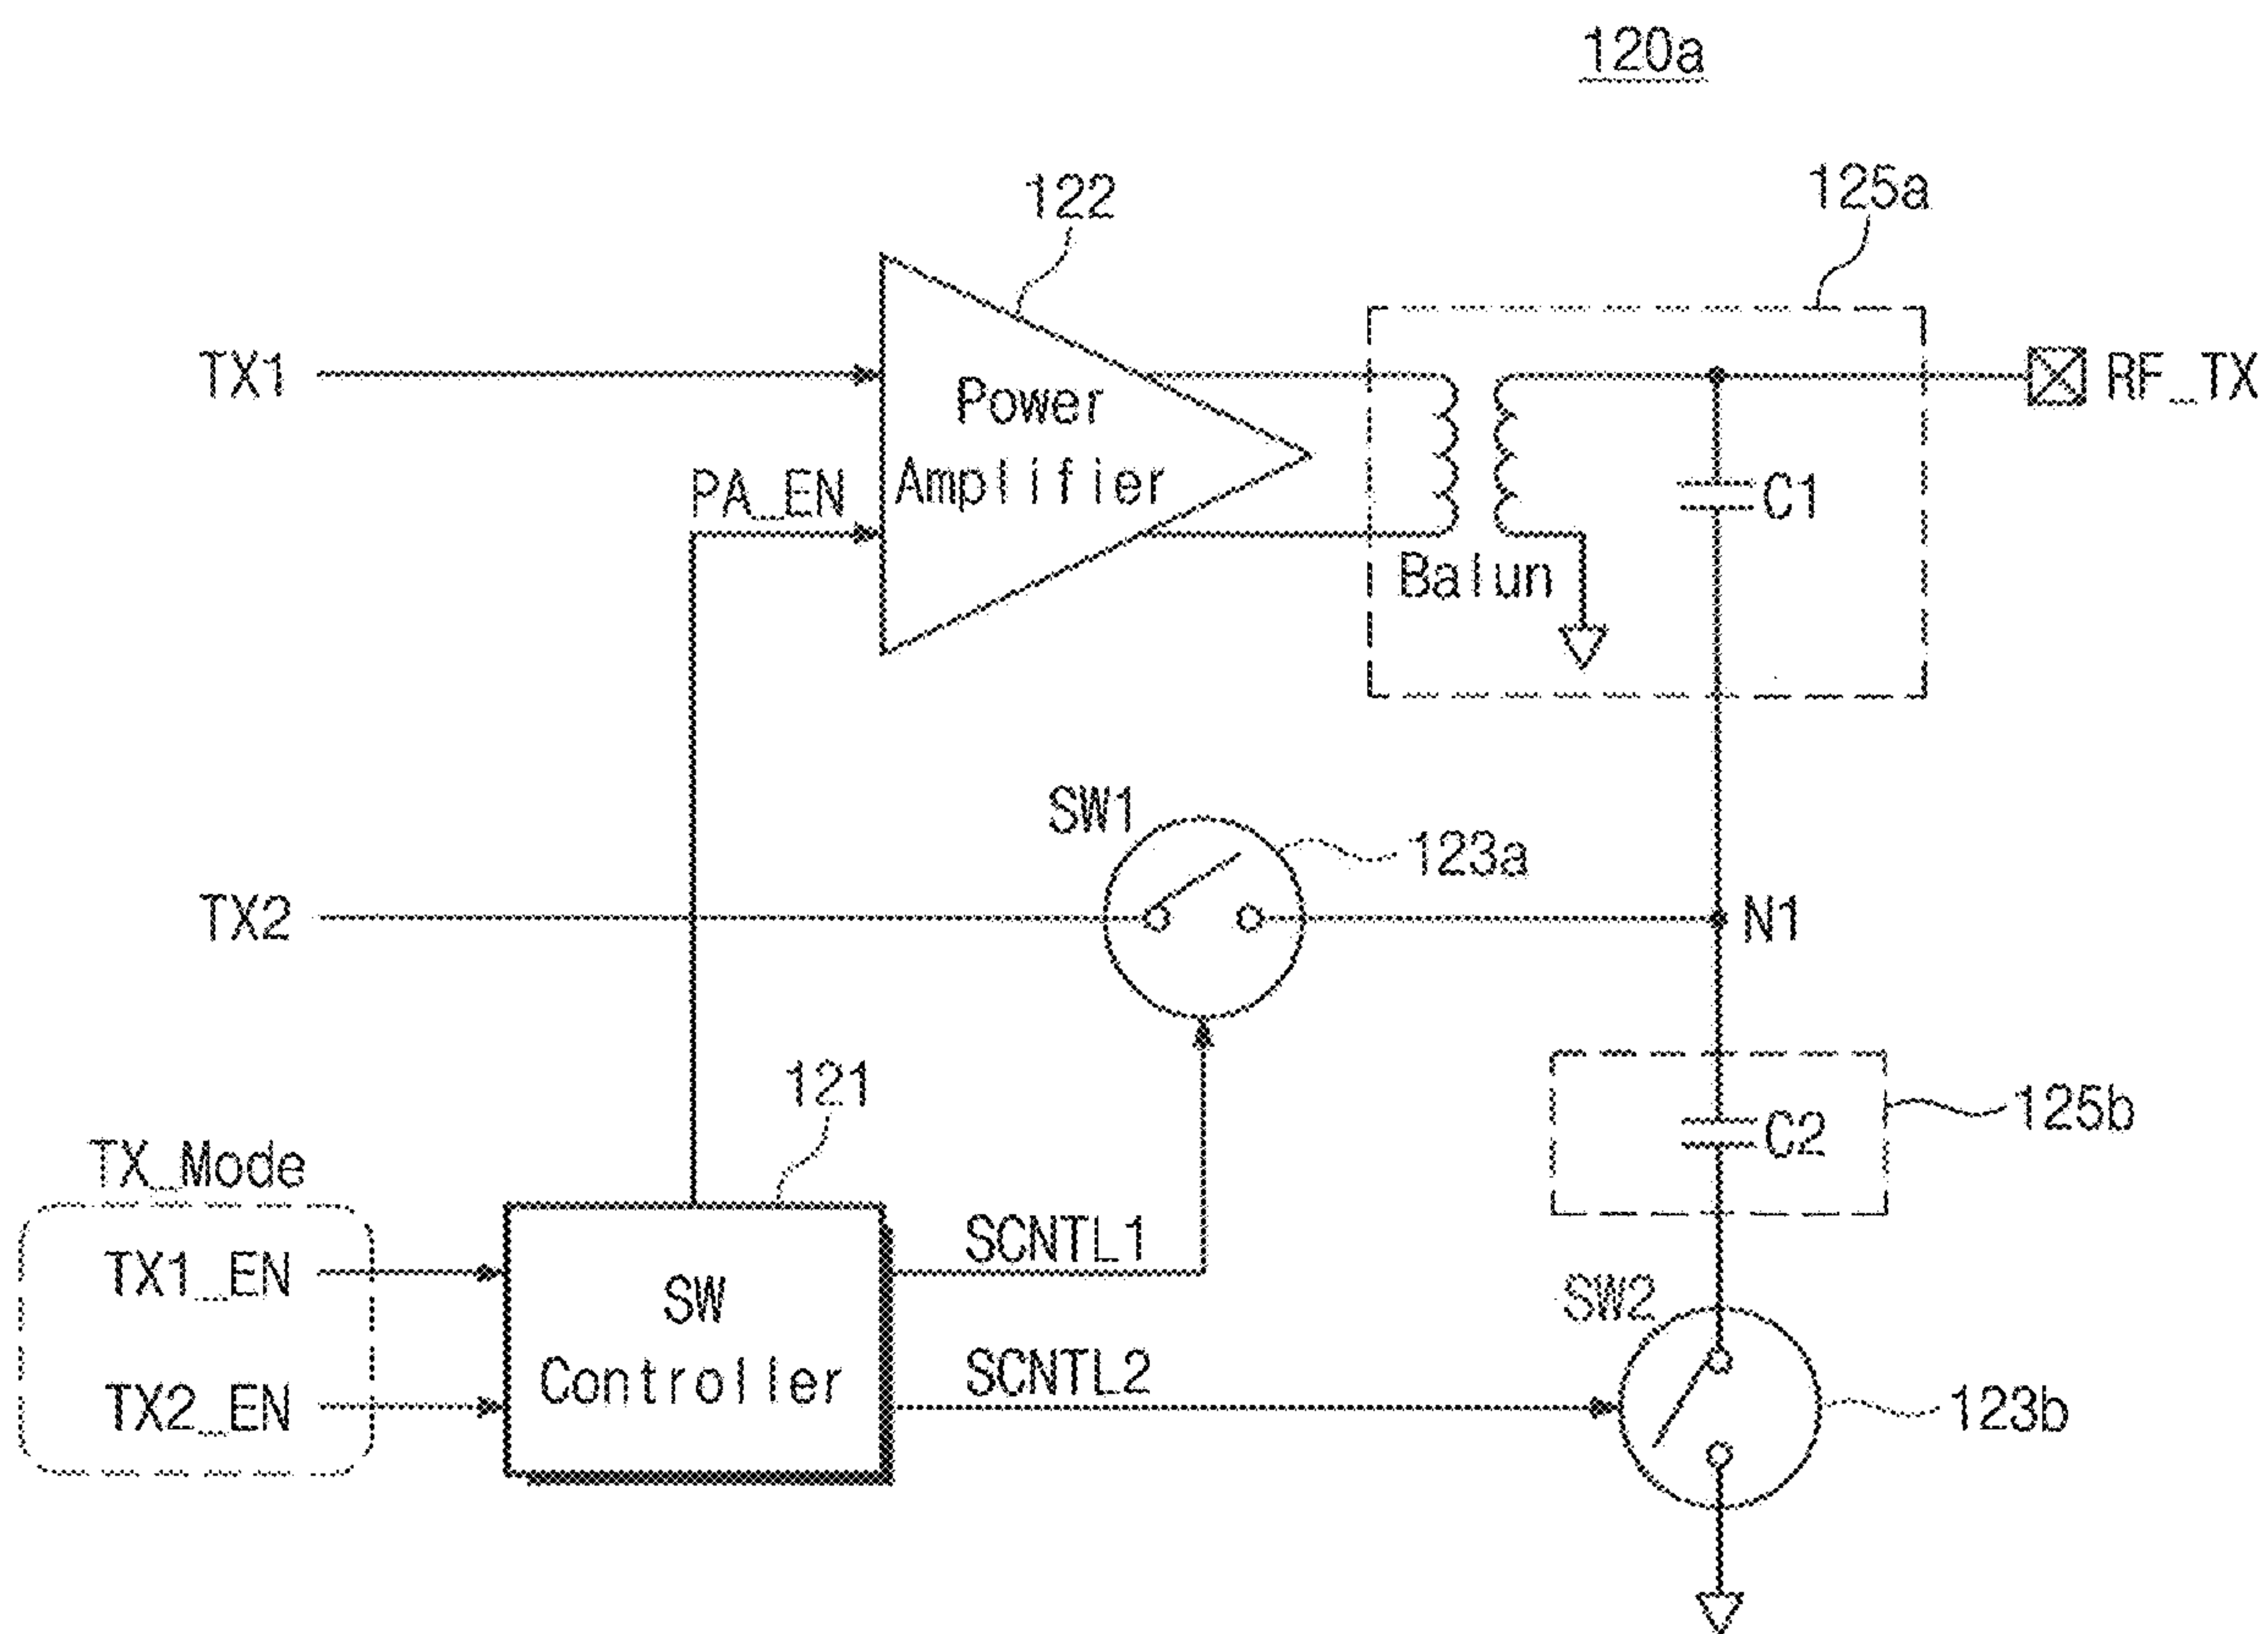 120a
122
125a
TX1
Power
Amplifier
PA_EN
RF_TX
C1
Balun
SW1
123a
TX2
N1
121
125b
C2
TX_Mode
TX1_EN
TX2_EN
SW
Controller
SCNTL1
SCNTL2
SW2
123b